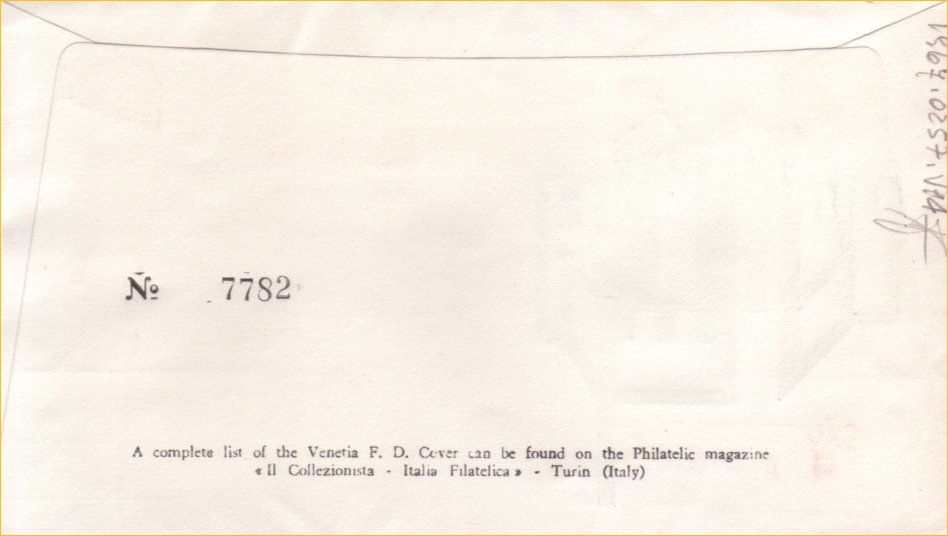 Nº 7782
A complete list of the Venetia F. D. Cover can be found on the Philatelic magazine
« Il Collezionista - Italia Filatelica » - Turin (Italy)